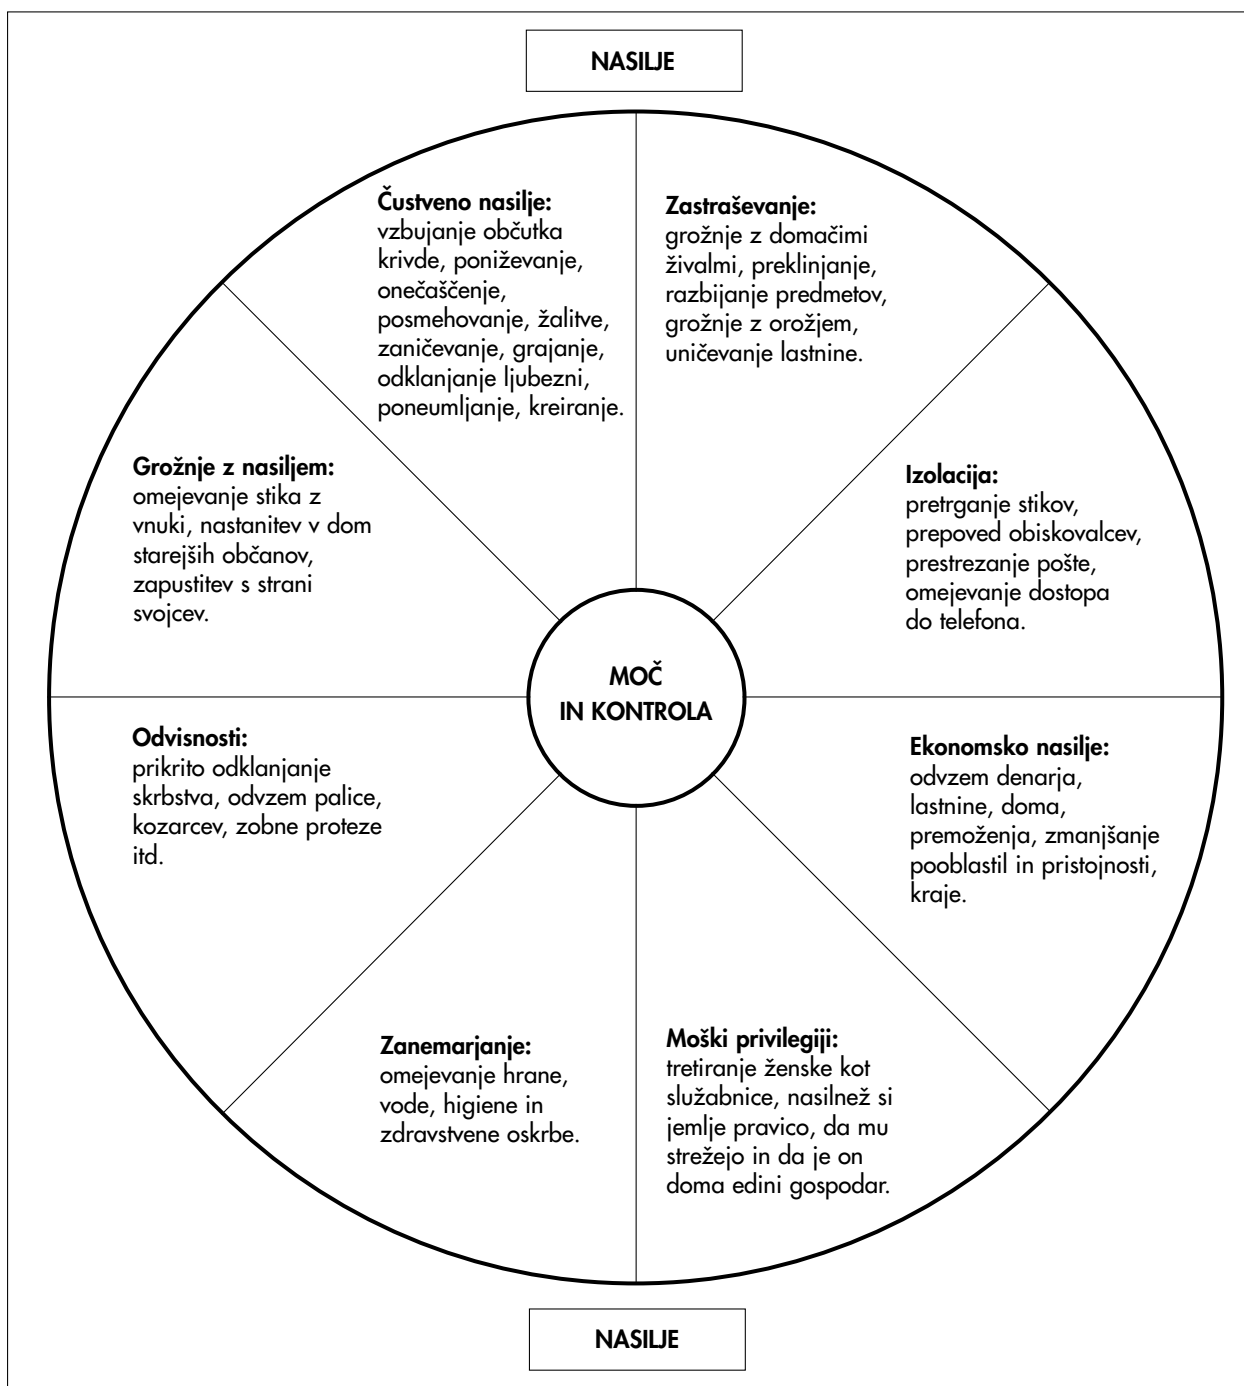 NASILJE
Čustveno nasilje:
vzbujanje občutka
krivde, poniževanje,
onečaščenje,
posmehovanje, žalitve,
zaničevanje, grajanje,
odklanjanje ljubezni,
poneumljanje, kreiranje.
Zastraševanje:
grožnje z domačimi
živalmi, preklinjanje,
razbijanje predmetov,
grožnje z orožjem,
uničevanje lastnine.
Grožnje z nasiljem:
omejevanje stika z
vnuki, nastanitev v dom
starejših občanov,
zapustitev s strani
svojcev.
Izolacija:
pretrganje stikov,
prepoved obiskovalcev,
prestrezanje pošte,
omejevanje dostopa
do telefona.
MOČ
IN KONTROLA
Odvisnosti:
prikrito odklanjanje
skrbstva, odvzem palice,
kozarcev, zobne proteze
itd.
Ekonomsko nasilje:
odvzem denarja,
lastnine, doma,
premoženja, zmanjšanje
pooblastil in pristojnosti,
kraje.
Zanemarjanje:
omejevanje hrane,
vode, higiene in
zdravstvene oskrbe.
Moški privilegiji:
tretiranje ženske kot
služabnice, nasilnež si
jemlje pravico, da mu
strežejo in da je on
doma edini gospodar.
NASILJE